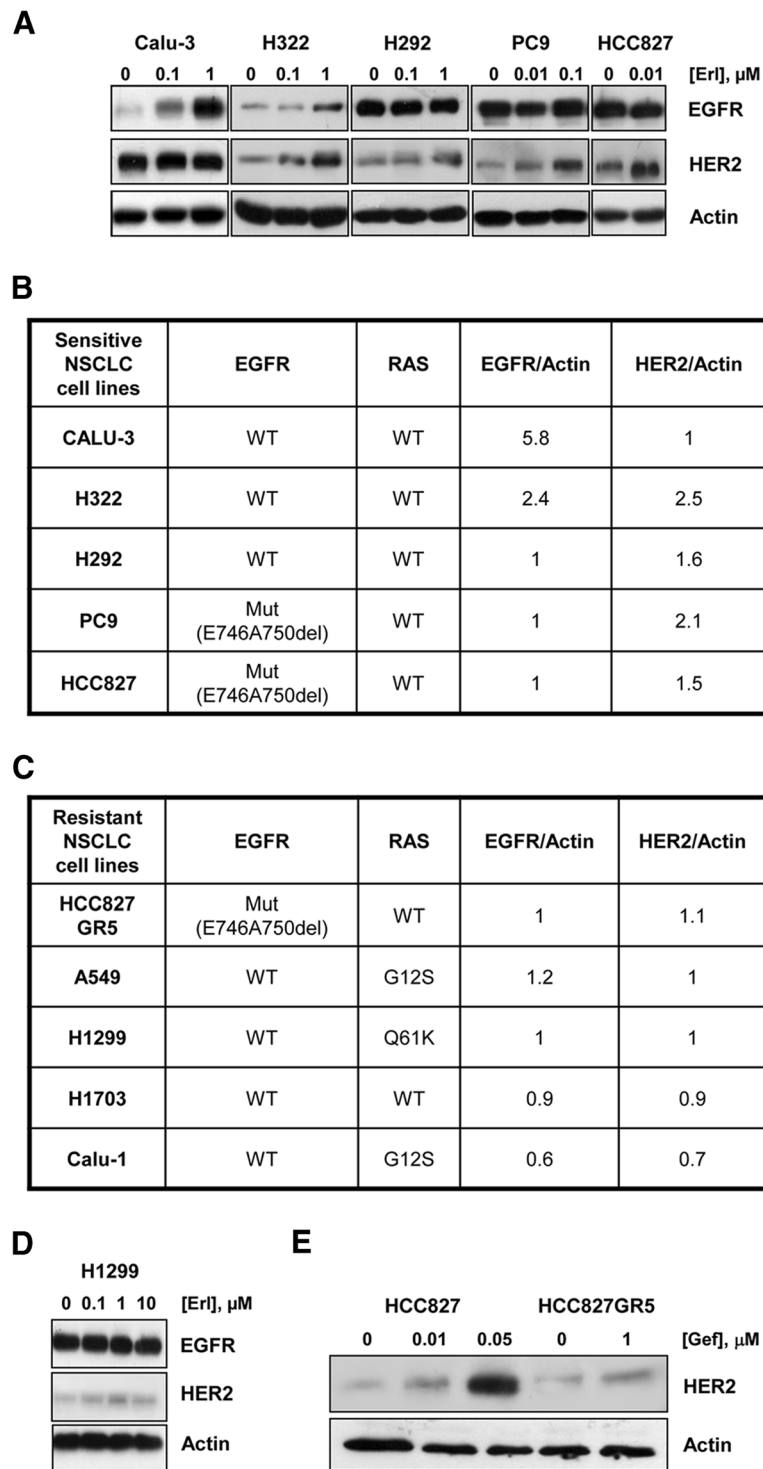 A
Calu-3 H322 H292 PC9 HCC827
0 0.1 1 0 0.1 1 0 0.1 1 0 0.01 0.1 0 0.01 [Erl], µM
EGFR
HER2
Actin
B
Sensitive
NSCLC
cell lines
EGFR
RAS
EGFR/Actin
HER2/Actin
CALU-3 WT WT 5.8 1
H322 WT WT 2.4 2.5
H292 WT WT 1 1.6
PC9
Mut
(E746A750del)
WT 1 2.1
HCC827
Mut
(E746A750del)
WT 1 1.5
C
Resistant
NSCLC
cell lines
EGFR
RAS
EGFR/Actin
HER2/Actin
HCC827
GR5
Mut
(E746A750del)
WT 1 1.1
A549 WT G12S 1.2 1
H1299 WT Q61K 1 1
H1703 WT WT 0.9 0.9
Calu-1 WT G12S 0.6 0.7
D
H1299
0 0.1 1 10 [Erl], µM
EGFR
HER2
Actin
E
HCC827 HCC827GR5
0 0.01 0.05 0 1 [Gef], µM
HER2
Actin